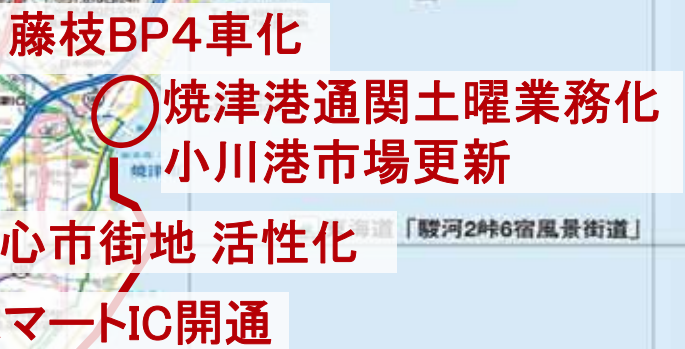 藤枝BP4車化
焼津港通関土曜業務化
小川港市場更新
心市街地 活性化
海道「駿河2峠6宿風景街道」
マートIC開通